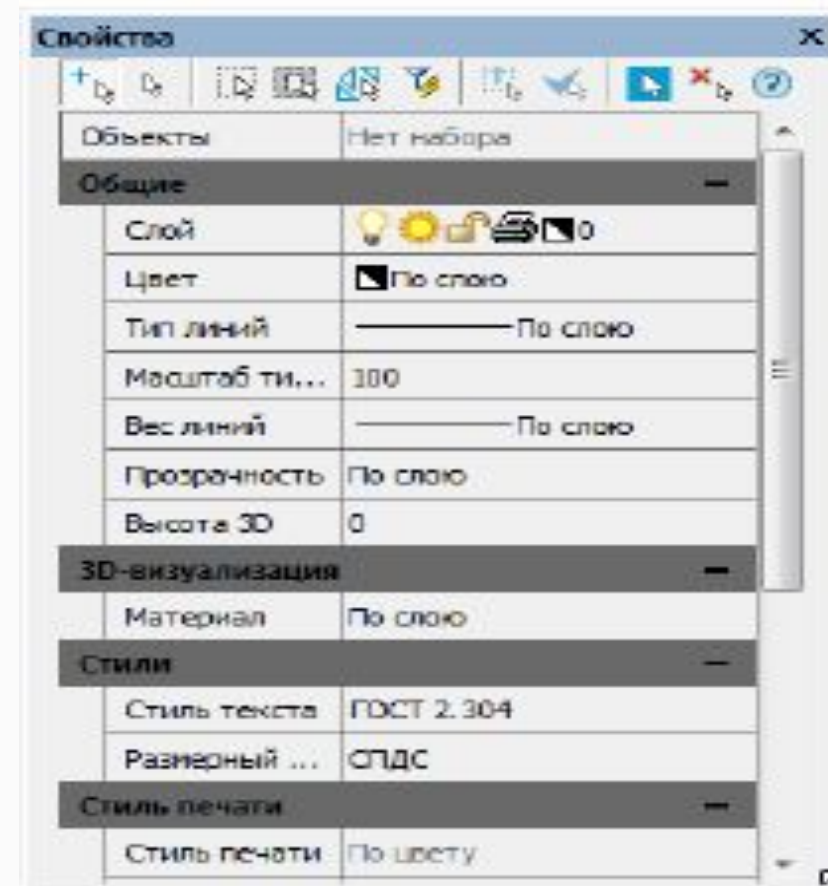 Свойства
Объекты Нет набора
Общие
Слой 0
Цвет По слою
Тип линий По слою
Масштаб ти... 100
Вес линий По слою
Прозрачность По слою
Высота 3D 0
3D-визуализация
Материал По слою
Стили
Стиль текста ГОСТ 2.304
Размерный ... СПДС
Стиль печати
Стиль печати По цвету